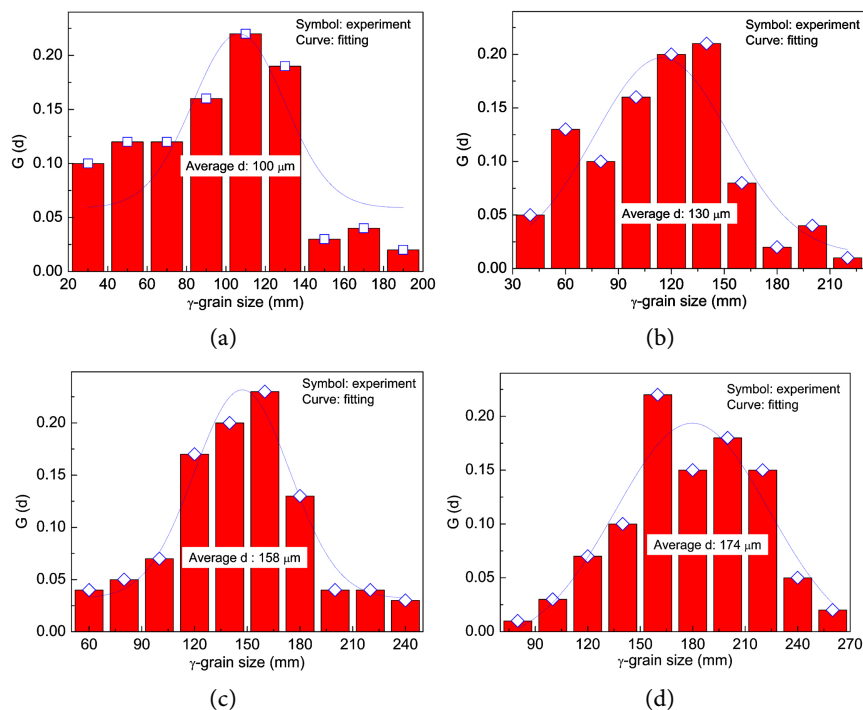 Symbol: experiment
Curve: fitting
0.20
0.15
0.10
0.05
0.00
G (d)
Average d: 100 μm
20 40 60 80 100 120 140 160 180 200
γ-grain size (mm)
(a)
Symbol: experiment
Curve: fitting
0.20
0.15
0.10
0.05
0.00
G (d)
Average d: 130 μm
30 60 90 120 150 180 210
γ-grain size (mm)
(b)
Symbol: experiment
Curve: fitting
0.20
0.15
0.10
0.05
0.00
G (d)
Average d : 158 μm
60 90 120 150 180 210 240
γ-grain size (mm)
(c)
Symbol: experiment
Curve: fitting
0.20
0.15
0.10
0.05
0.00
G (d)
Average d: 174 μm
90 120 150 180 210 240 270
γ-grain size (mm)
(d)